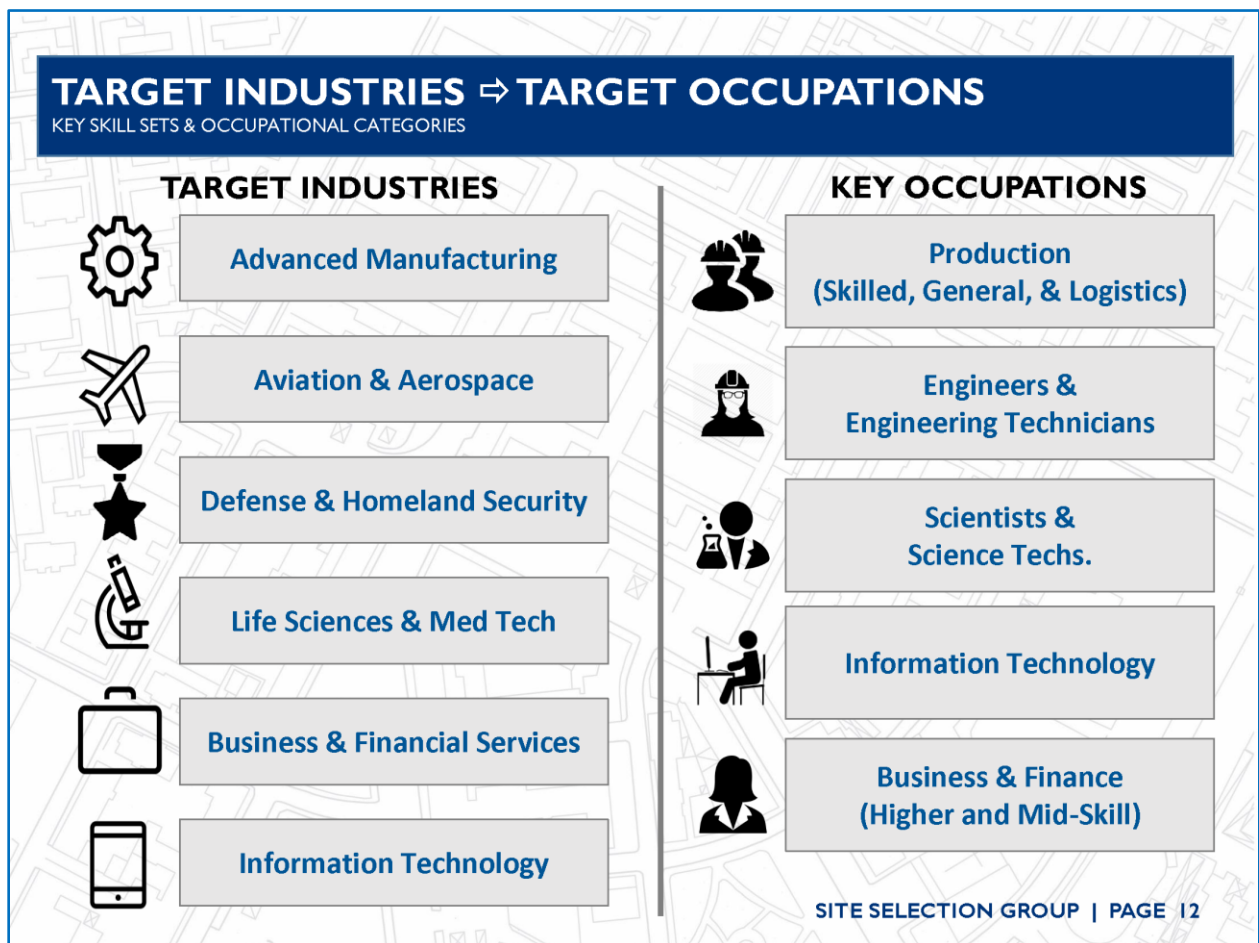 TARGET INDUSTRIES ⇨ TARGET OCCUPATIONS
KEY SKILL SETS & OCCUPATIONAL CATEGORIES
TARGET INDUSTRIES
Advanced Manufacturing
Aviation & Aerospace
Defense & Homeland Security
Life Sciences & Med Tech
Business & Financial Services
Information Technology
KEY OCCUPATIONS
Production
(Skilled, General, & Logistics)
Engineers &
Engineering Technicians
Scientists &
Science Techs.
Information Technology
Business & Finance
(Higher and Mid-Skill)
SITE SELECTION GROUP | PAGE 12